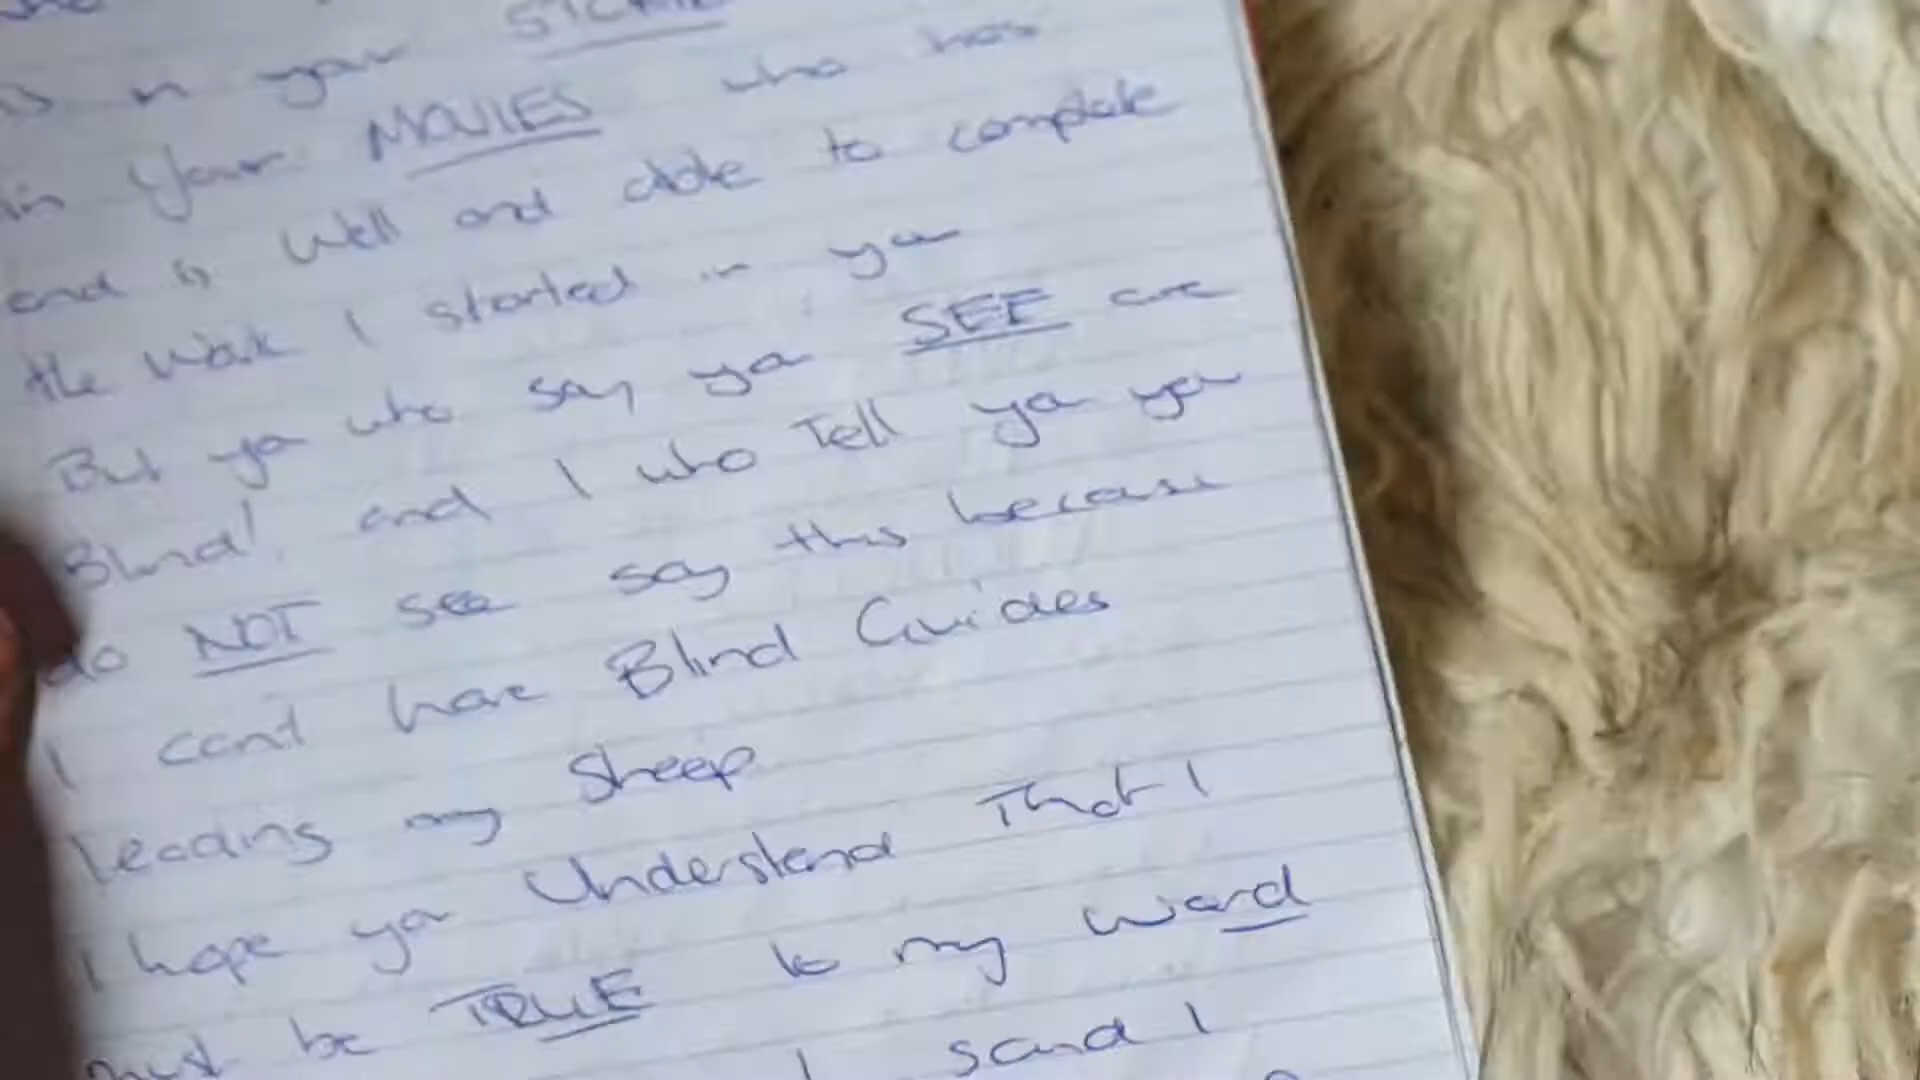 is in your
in Your MOVIES who has
and is Well and able to complete
the Work I started in you
But you who say you SEE are
Blind! and I who Tell you you
do NOT see say this because
I can't have Blind Guides
leading my Sheep
I hope you Understand That I
must be TRUE to my word
I said I